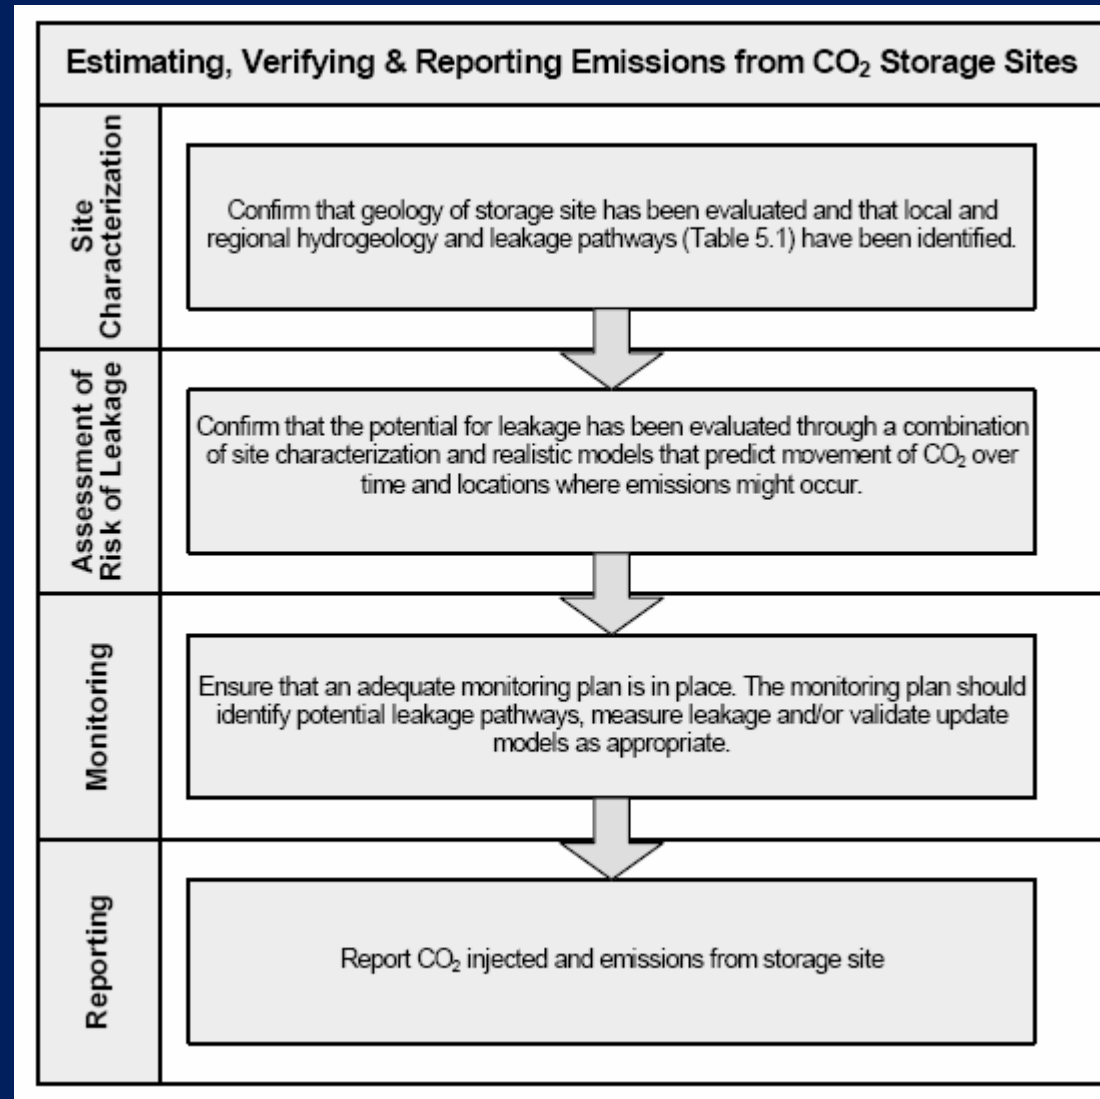 Estimating, Verifying & Reporting Emissions from CO₂ Storage Sites
Site
Characterization
Confirm that geology of storage site has been evaluated and that local and
regional hydrogeology and leakage pathways (Table 5.1) have been identified.
Assessment of
Risk of Leakage
Confirm that the potential for leakage has been evaluated through a combination
of site characterization and realistic models that predict movement of CO₂ over
time and locations where emissions might occur.
Monitoring
Ensure that an adequate monitoring plan is in place. The monitoring plan should
identify potential leakage pathways, measure leakage and/or validate update
models as appropriate.
Reporting
Report CO₂ injected and emissions from storage site